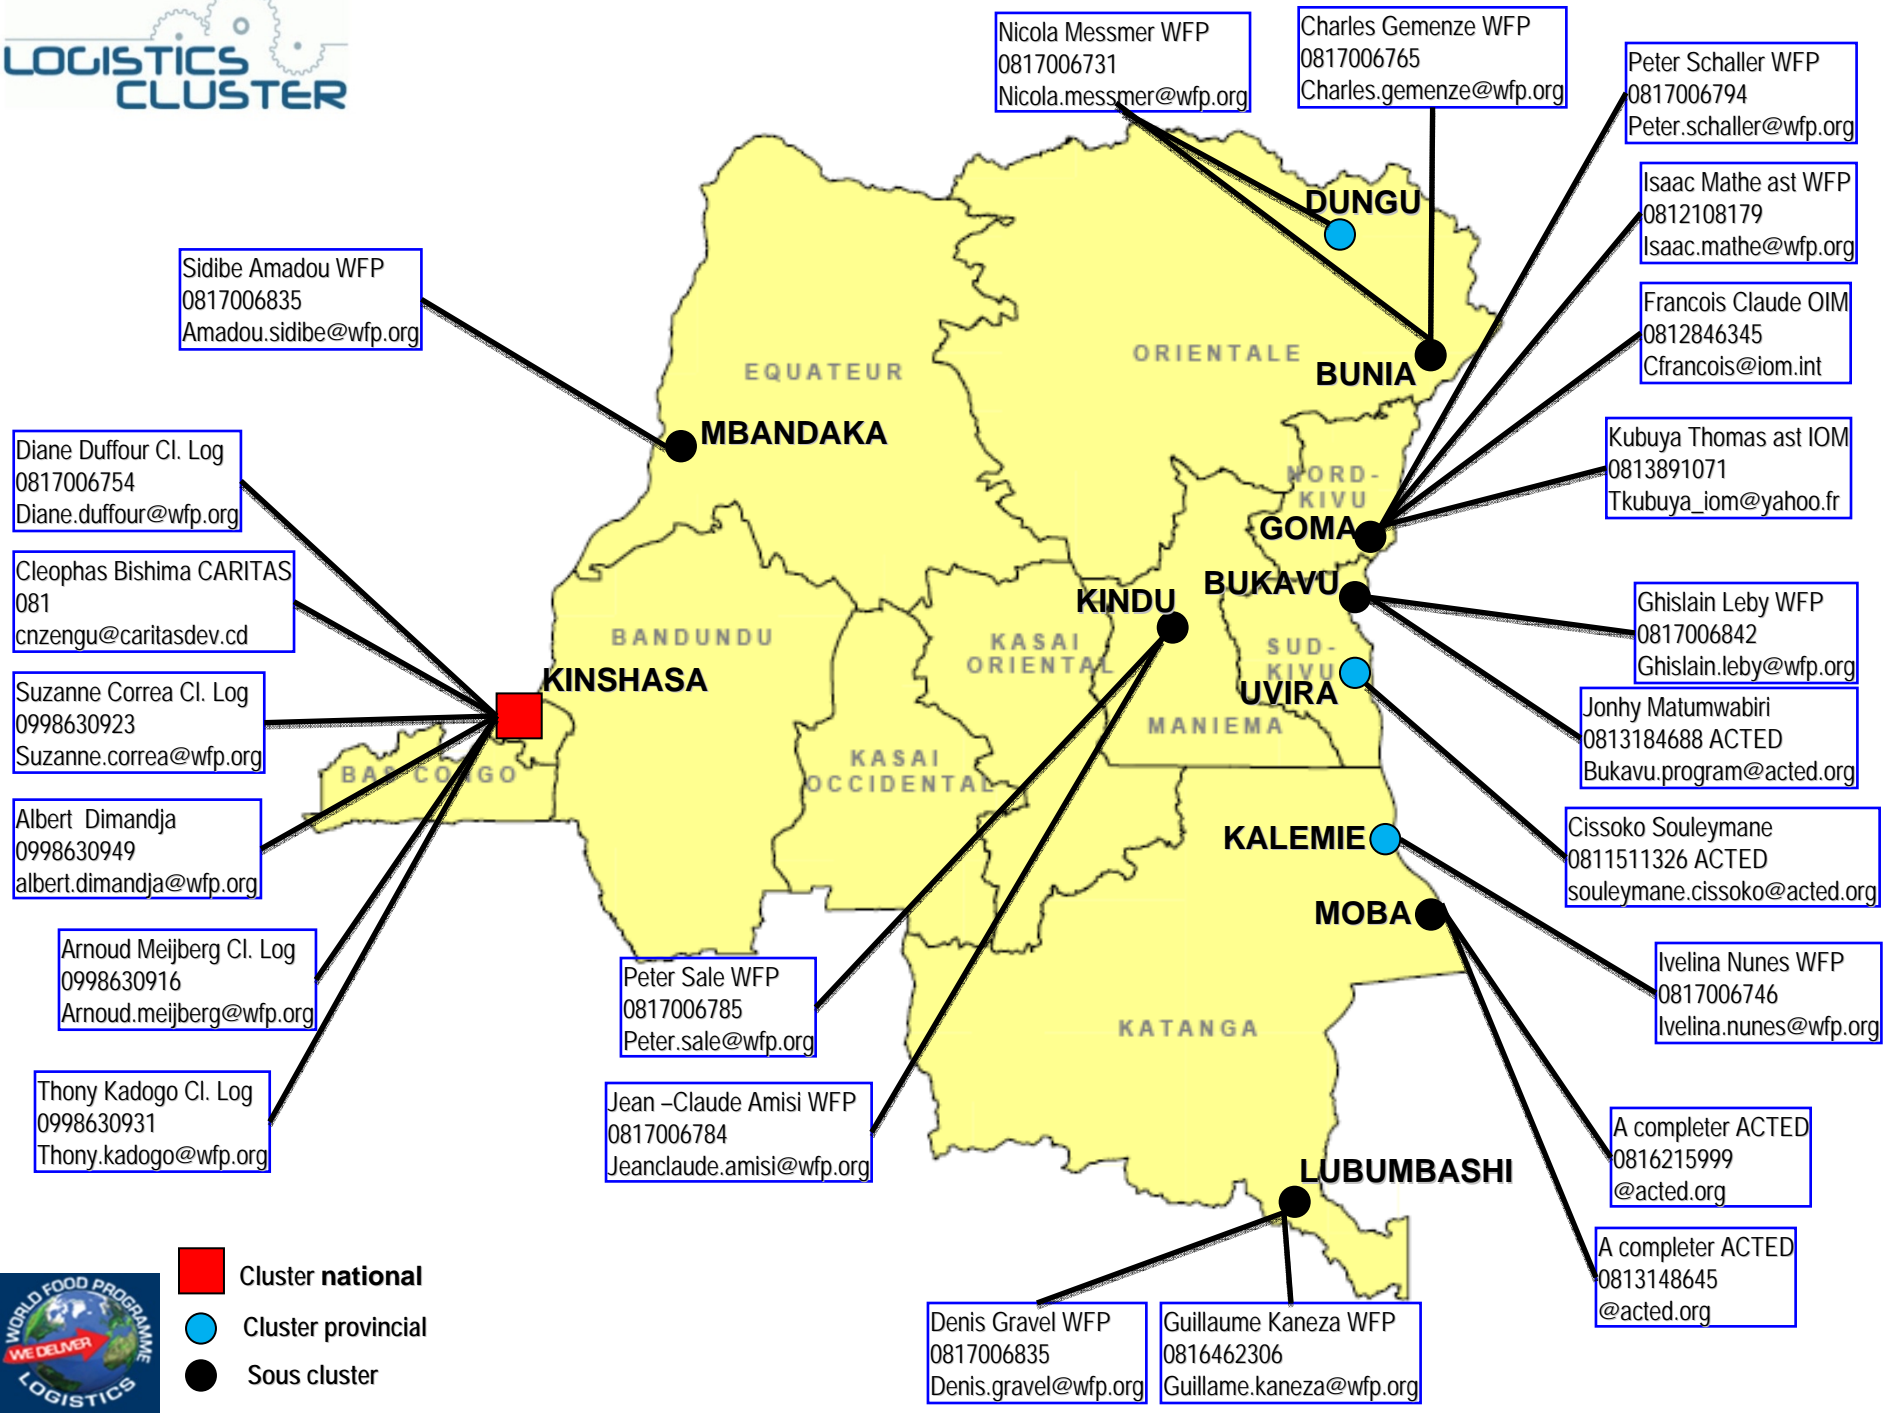 LOGISTICS
CLUSTER
Nicola Messmer WFP
0817006731
Nicola.messmer@wfp.org
Charles Gemenze WFP
0817006765
Charles.gemenze@wfp.org
Peter Schaller WFP
0817006794
Peter.schaller@wfp.org
Isaac Mathe ast WFP
0812108179
Isaac.mathe@wfp.org
Francois Claude OIM
0812846345
Cfrancois@iom.int
Kubuya Thomas ast IOM
0813891071
Tkubuya_iom@yahoo.fr
Sidibe Amadou WFP
0817006835
Amadou.sidibe@wfp.org
Diane Duffour Cl. Log
0817006754
Diane.duffour@wfp.org
Cleophas Bishima CARITAS
081
cnzengu@caritasdev.cd
Suzanne Correa Cl. Log
0998630923
Suzanne.correa@wfp.org
Albert  Dimandja
0998630949
albert.dimandja@wfp.org
Arnoud Meijberg Cl. Log
0998630916
Arnoud.meijberg@wfp.org
Thony Kadogo Cl. Log
0998630931
Thony.kadogo@wfp.org
DUNGU
ORIENTALE
BUNIA
EQUATEUR
MBANDAKA
NORD-
KIVU
GOMA
BUKAVU
KINDU
BANDUNDU
KASAI
ORIENTAL
SUD-
KIVU
UVIRA
KINSHASA
MANIEMA
BAS CONGO
KASAI
OCCIDENTAL
KALEMIE
MOBA
KATANGA
LUBUMBASHI
Ghislain Leby WFP
0817006842
Ghislain.leby@wfp.org
Jonhy Matumwabiri
0813184688 ACTED
Bukavu.program@acted.org
Cissoko Souleymane
0811511326 ACTED
souleymane.cissoko@acted.org
Ivelina Nunes WFP
0817006746
Ivelina.nunes@wfp.org
A completer ACTED
0816215999
@acted.org
A completer ACTED
0813148645
@acted.org
Peter Sale WFP
0817006785
Peter.sale@wfp.org
Jean –Claude Amisi WFP
0817006784
Jeanclaude.amisi@wfp.org
Denis Gravel WFP
0817006835
Denis.gravel@wfp.org
Guillaume Kaneza WFP
0816462306
Guillame.kaneza@wfp.org
Cluster national
Cluster provincial
Sous cluster
WORLD FOOD PROGRAMME
WE DELIVER
LOGISTICS